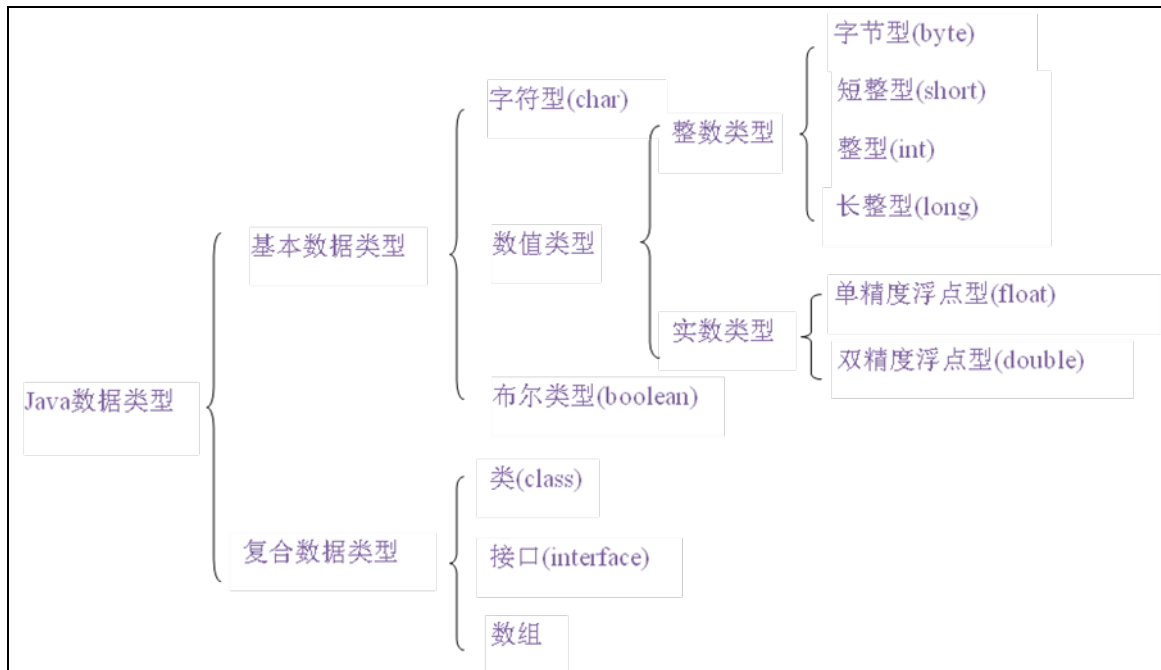 字节型(byte)
字符型(char)
短整型(short)
整数类型
整型(int)
长整型(long)
基本数据类型
数值类型
单精度浮点型(float)
实数类型
双精度浮点型(double)
Java数据类型
布尔类型(boolean)
类(class)
复合数据类型
接口(interface)
数组